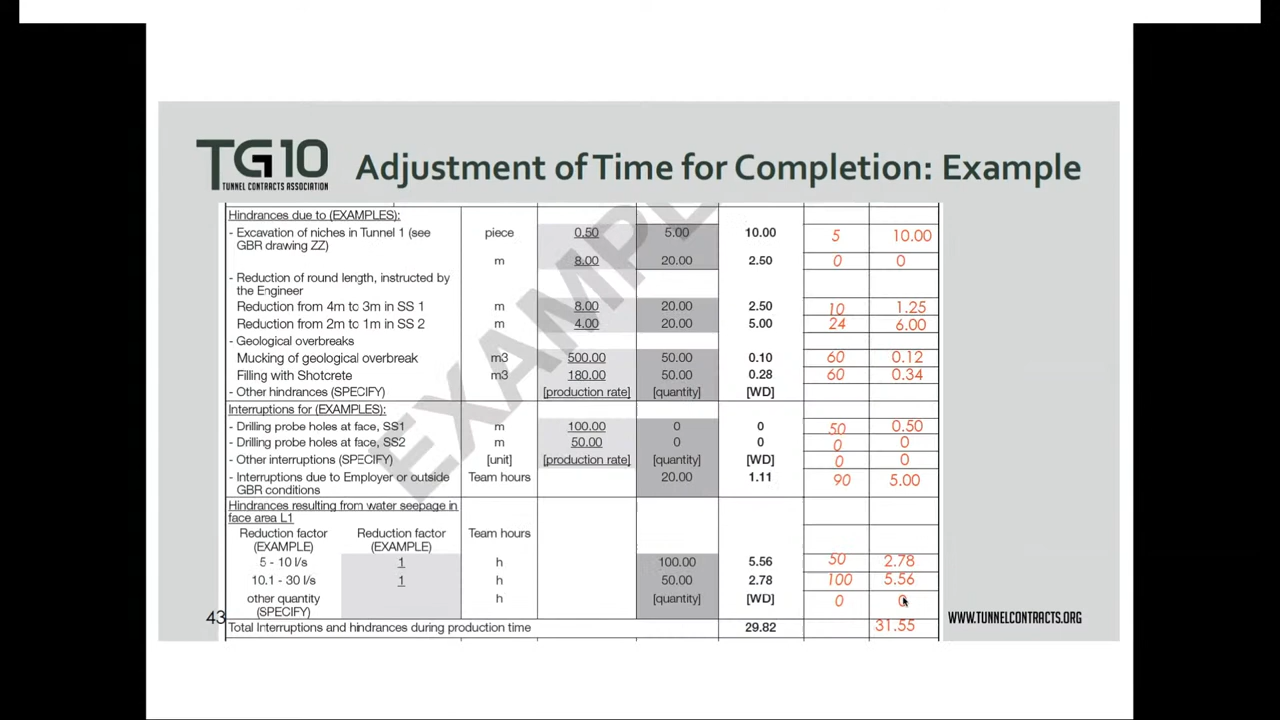 TG10
TUNNEL CONTRACTS ASSOCIATION
Adjustment of Time for Completion: Example
Hindrances due to (EXAMPLES):
- Excavation of niches in Tunnel 1 (see GBR drawing ZZ) piece 0.50 5.00 10.00 5 10.00
m 8.00 20.00 2.50 0 0
- Reduction of round length, instructed by
the Engineer
Reduction from 4m to 3m in SS 1 m 8.00 20.00 2.50 10 1.25
Reduction from 2m to 1m in SS 2 m 4.00 20.00 5.00 24 6.00
- Geological overbreaks
Mucking of geological overbreak m3 500.00 50.00 0.10 60 0.12
Filling with Shotcrete m3 180.00 50.00 0.28 60 0.34
- Other hindrances (SPECIFY) [production rate] [quantity] [WD]
Interruptions for (EXAMPLES):
- Drilling probe holes at face, SS1 m 100.00 0 0 50 0.50
- Drilling probe holes at face, SS2 m 50.00 0 0 0 0
- Other interruptions (SPECIFY) [unit] [production rate] [quantity] [WD] 0 0
- Interruptions due to Employer or outside GBR conditions Team hours 20.00 1.11 90 5.00
Hindrances resulting from water seepage in
face area L1
Reduction factor (EXAMPLE) Reduction factor (EXAMPLE) Team hours
5 - 10 l/s 1 h 100.00 5.56 50 2.78
10.1 - 30 l/s 1 h 50.00 2.78 100 5.56
other quantity (SPECIFY) h [quantity] [WD] 0 0
Total Interruptions and hindrances during production time 29.82 31.55
43
WWW.TUNNELCONTRACTS.ORG
EXAMPLE